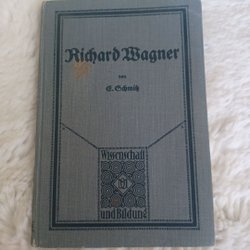 Richard Wagner
von
E. Schmitz
Wissenschaft
und Bildung